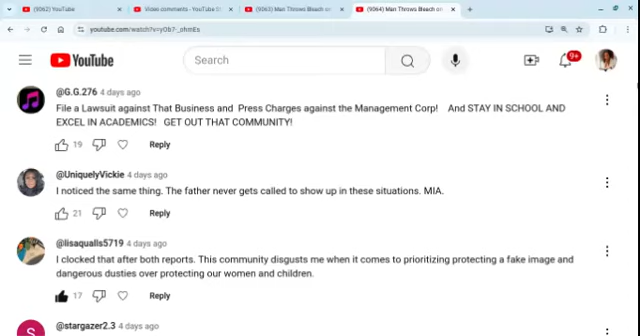 (9062) YouTube
Video comments - YouTube St
(9063) Man Throws Bleach on
(9064) Man Throws Bleach on
youtube.com/watch?v=yOb7-_ohmEs
YouTube
Search
9+
@G.G.276 4 days ago
File a Lawsuit against That Business and Press Charges against the Management Corp! And STAY IN SCHOOL AND
EXCEL IN ACADEMICS! GET OUT THAT COMMUNITY!
19 Reply
@UniquelyVickie 4 days ago
I noticed the same thing. The father never gets called to show up in these situations. MIA.
21 Reply
@lisaqualls5719 4 days ago
I clocked that after both reports. This community disgusts me when it comes to prioritizing protecting a fake image and
dangerous dusties over protecting our women and children.
17 Reply
S
@stargazer2.3 4 days ago